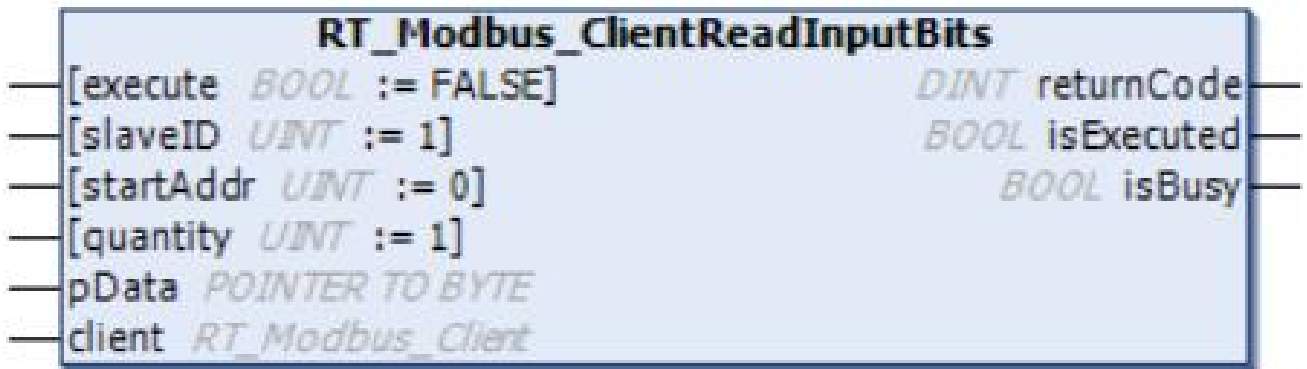 RT_Modbus_ClientReadInputBits
[execute BOOL := FALSE] DINT returnCode
[slaveID UINT := 1] BOOL isExecuted
[startAddr UINT := 0] BOOL isBusy
[quantity UINT := 1]
pData POINTER TO BYTE
client RT_Modbus_Client